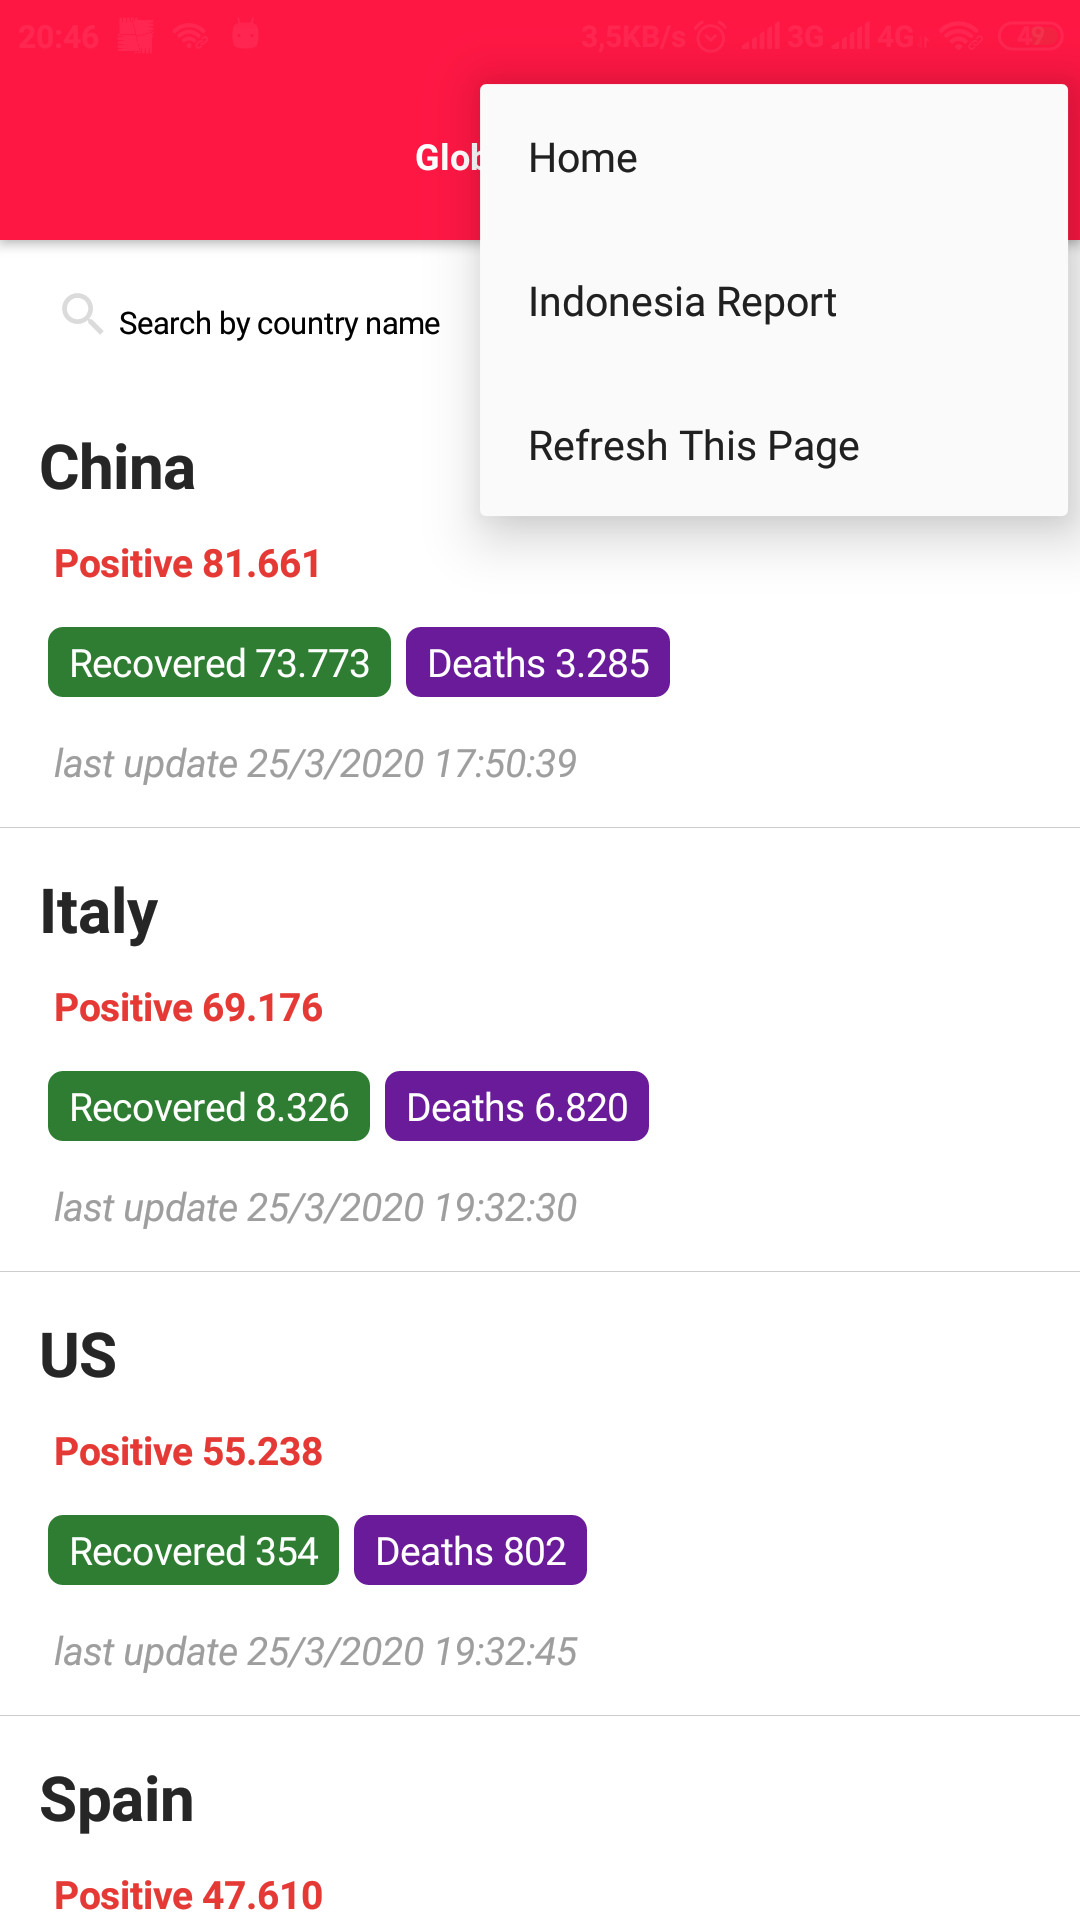 20:46 3,5KB/s 3G 4G 49
Glob
Home
Indonesia Report
Refresh This Page
Search by country name
China
Positive 81.661
Recovered 73.773 Deaths 3.285
last update 25/3/2020 17:50:39
Italy
Positive 69.176
Recovered 8.326 Deaths 6.820
last update 25/3/2020 19:32:30
US
Positive 55.238
Recovered 354 Deaths 802
last update 25/3/2020 19:32:45
Spain
Positive 47.610